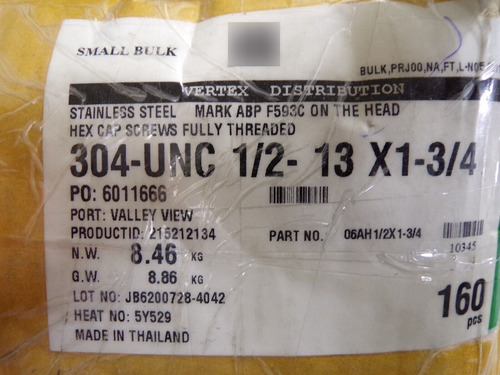 SMALL BULK
BULK,PRJ00,NA,FT,L-N05
VERTEX DISTRIBUTION
STAINLESS STEEL MARK ABP F593C ON THE HEAD
HEX CAP SCREWS FULLY THREADED
304-UNC 1/2- 13 X1-3/4
PO: 6011666
PORT: VALLEY VIEW
PRODUCTID: 215212134
PART NO. 06AH1/2X1-3/4
10345
N.W. 8.46 KG
G.W. 8.86 KG
LOT NO: JB6200728-4042
HEAT NO: 5Y529
MADE IN THAILAND
160
pcs